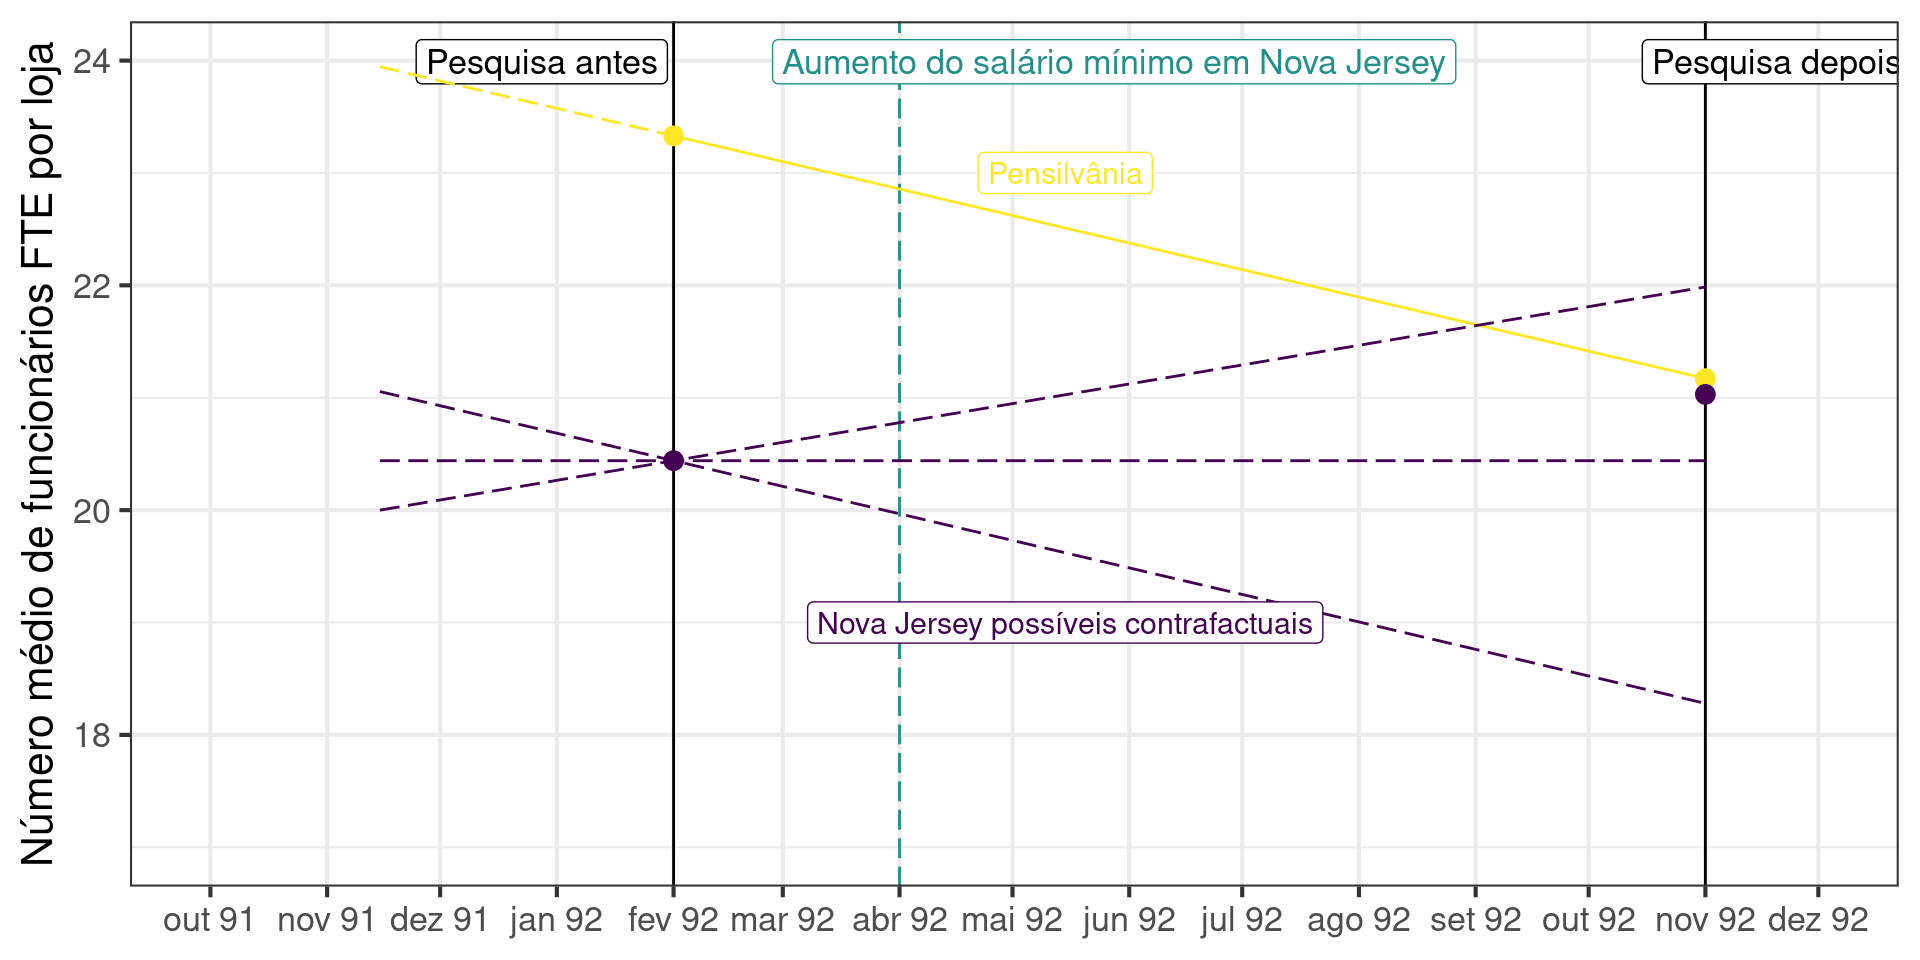 Número médio de funcionários FTE por loja
24
22
20
18
Pesquisa antes
Aumento do salário mínimo em Nova Jersey
Pesquisa depois
Pensilvânia
Nova Jersey possíveis contrafactuais
out 91
nov 91
dez 91
jan 92
fev 92
mar 92
abr 92
mai 92
jun 92
jul 92
ago 92
set 92
out 92
nov 92
dez 92